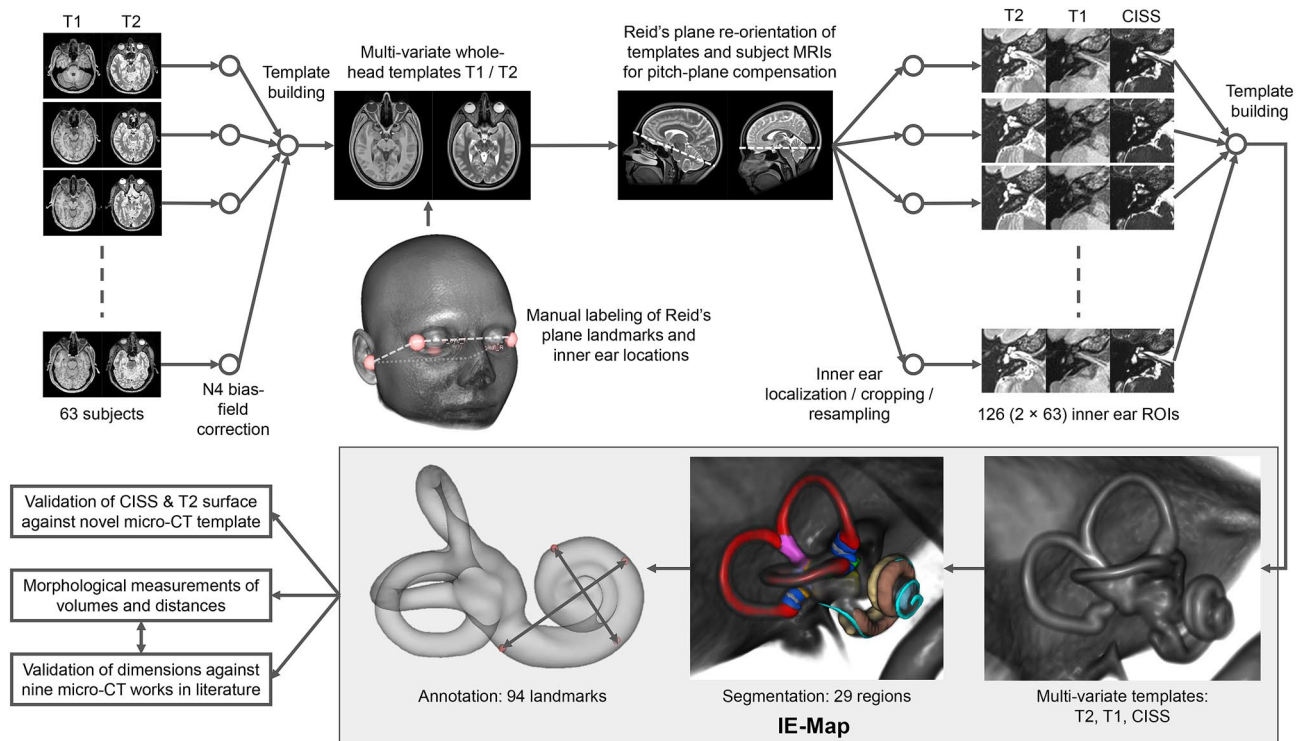 T1
T2
63 subjects
N4 bias-
field
correction
Template
building
Multi-variate whole-
head templates T1 / T2
Manual labeling of Reid's
plane landmarks and
inner ear locations
Reid's plane re-orientation of
templates and subject MRIs
for pitch-plane compensation
Inner ear
localization / cropping /
resampling
T2
T1
CISS
126 (2 × 63) inner ear ROIs
Template
building
Multi-variate templates:
T2, T1, CISS
Segmentation: 29 regions
Annotation: 94 landmarks
IE-Map
Validation of CISS & T2 surface
against novel micro-CT template
Morphological measurements of
volumes and distances
Validation of dimensions against
nine micro-CT works in literature